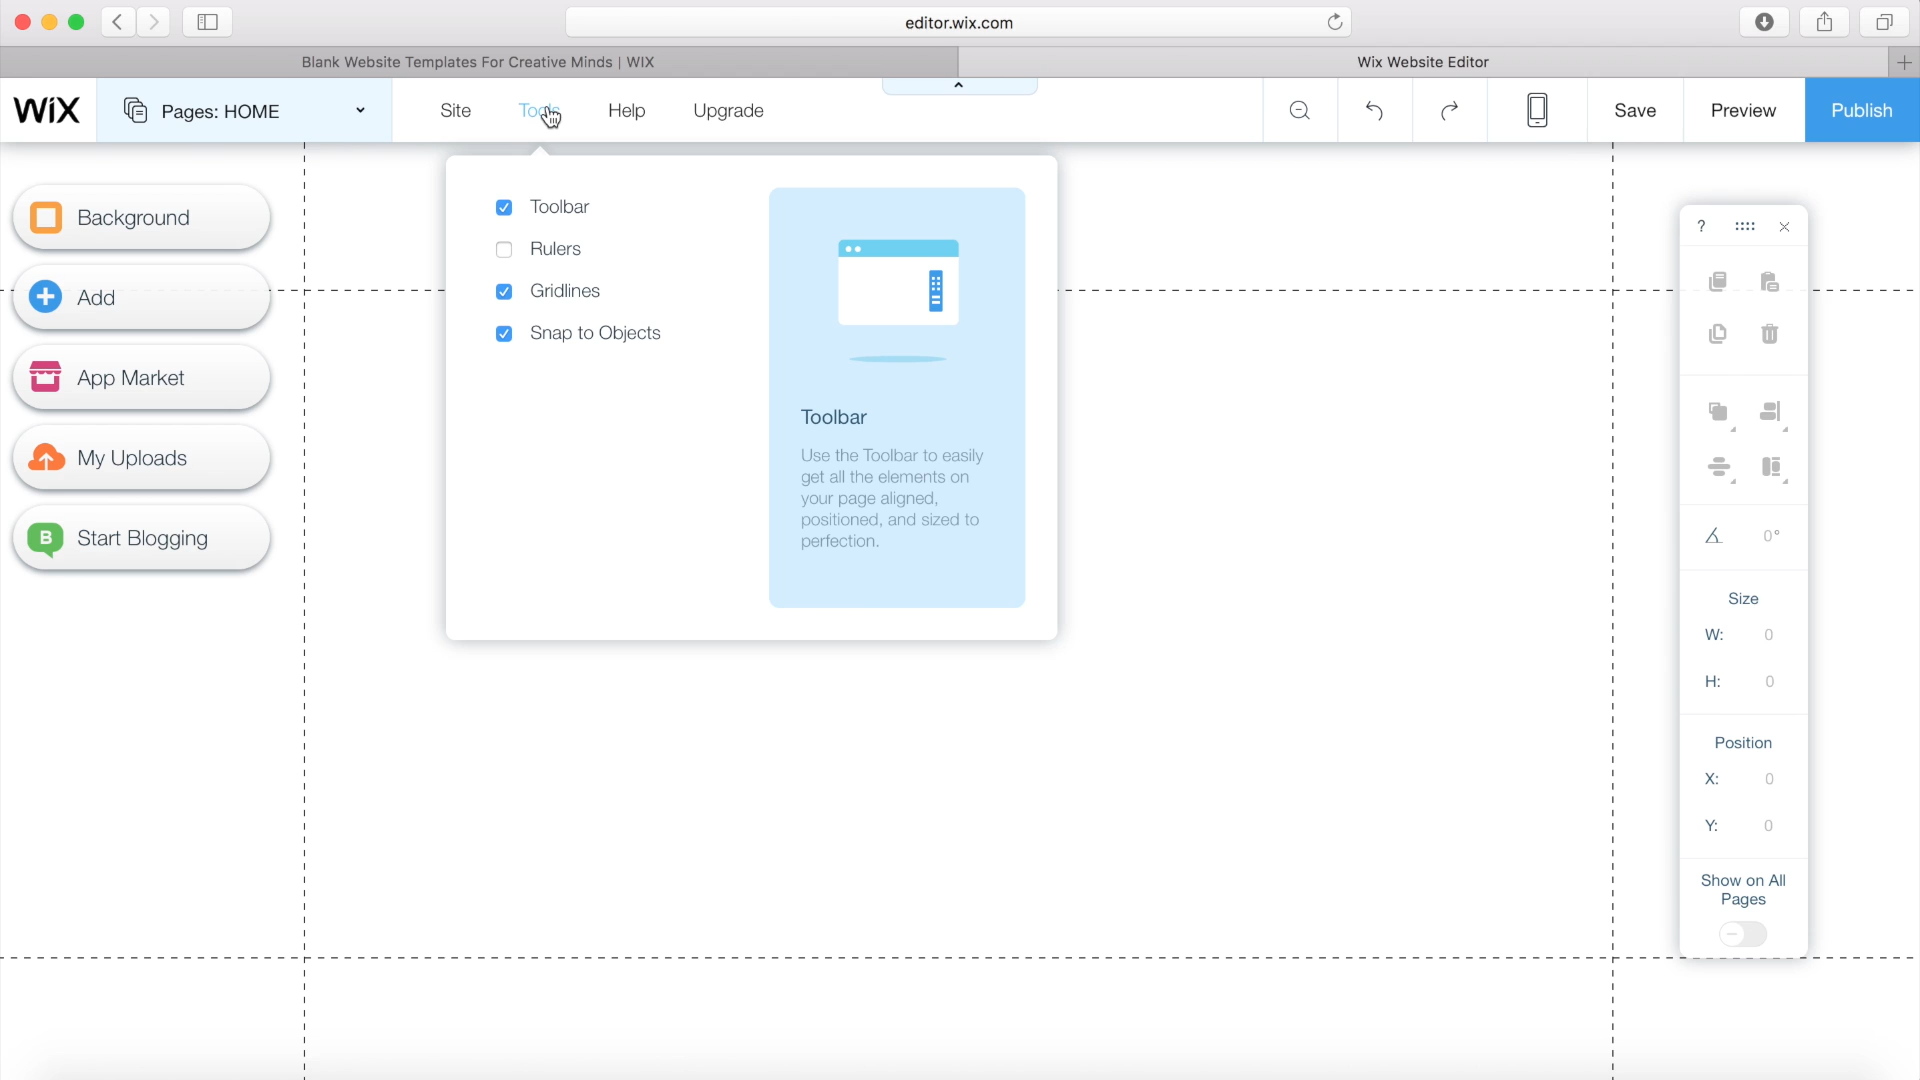 editor.wix.com
Blank Website Templates For Creative Minds | WIX
Wix Website Editor
WiX
Pages: HOME
Site
Tools
Help
Upgrade
Save
Preview
Publish
Background
Add
App Market
My Uploads
B
Start Blogging
Toolbar
Rulers
Gridlines
Snap to Objects
Toolbar
Use the Toolbar to easily
get all the elements on
your page aligned,
positioned, and sized to
perfection.
?
0°
Size
W: 0
H: 0
Position
X: 0
Y: 0
Show on All
Pages